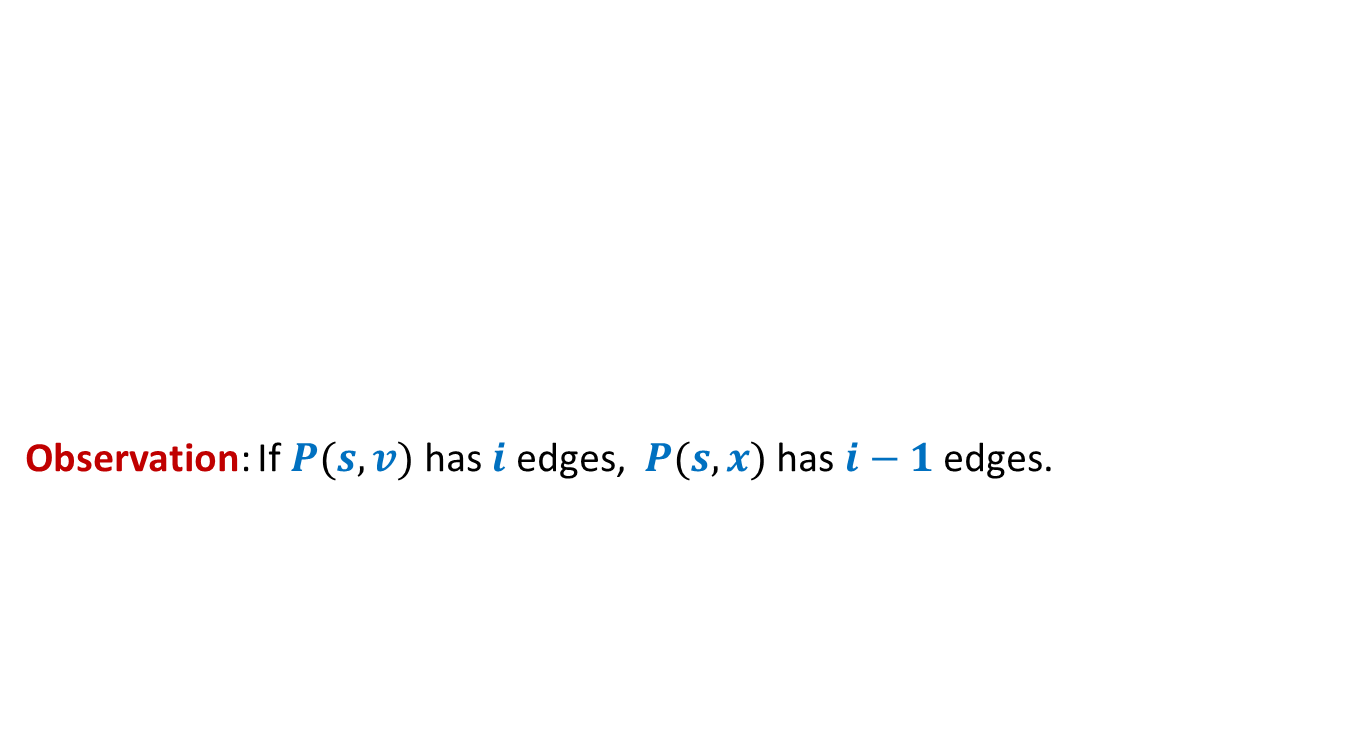 Observation: If P(s, v) has i edges, P(s, x) has i − 1 edges.